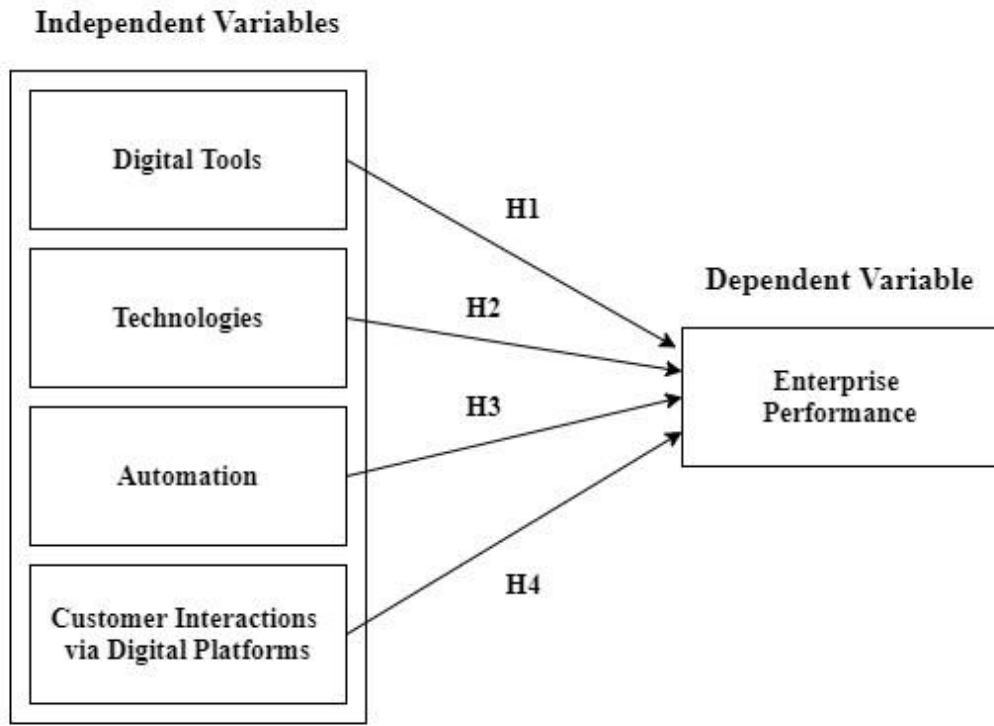 Independent Variables
Digital Tools
H1
Technologies
H2
Dependent Variable
Enterprise
Performance
Automation
H3
Customer Interactions
via Digital Platforms
H4